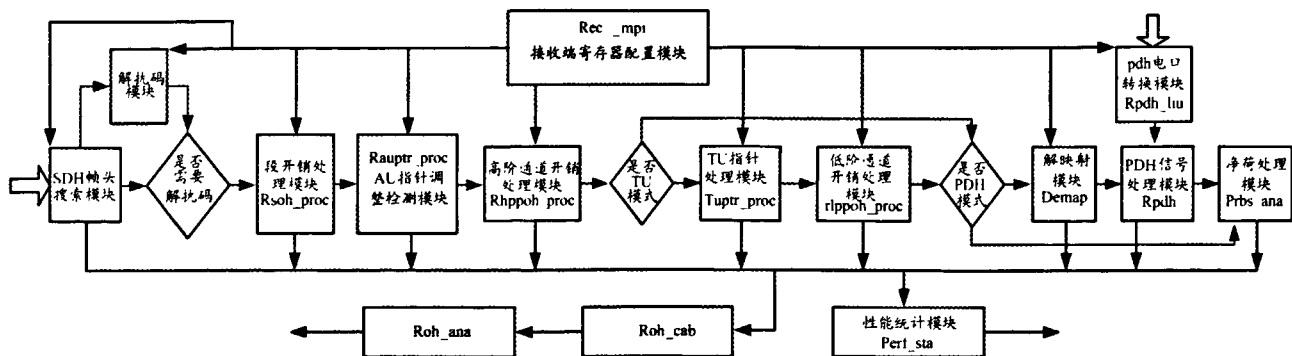 Rec_mpi
接收端寄存器配置模块
解扰码
模块
pdh电口
转换模块
Rpdh_liu
SDH帧头
搜索模块
是否
需要
解扰码
段开销处
理模块
Rsoh_proc
Rauptr_proc
AU指针调
整检测模块
高阶通道开销
处理模块
Rhppoh_proc
是否
TU
模式
TU指针
处理模块
Tuptr_proc
低阶通道
开销处理
模块
rlppoh_proc
是否
PDH
模式
解映射
模块
Demap
PDH信号
处理模块
Rpdh
净荷处理
模块
Prbs_ana
Roh_ana
Roh_cab
性能统计模块
Perf_sta